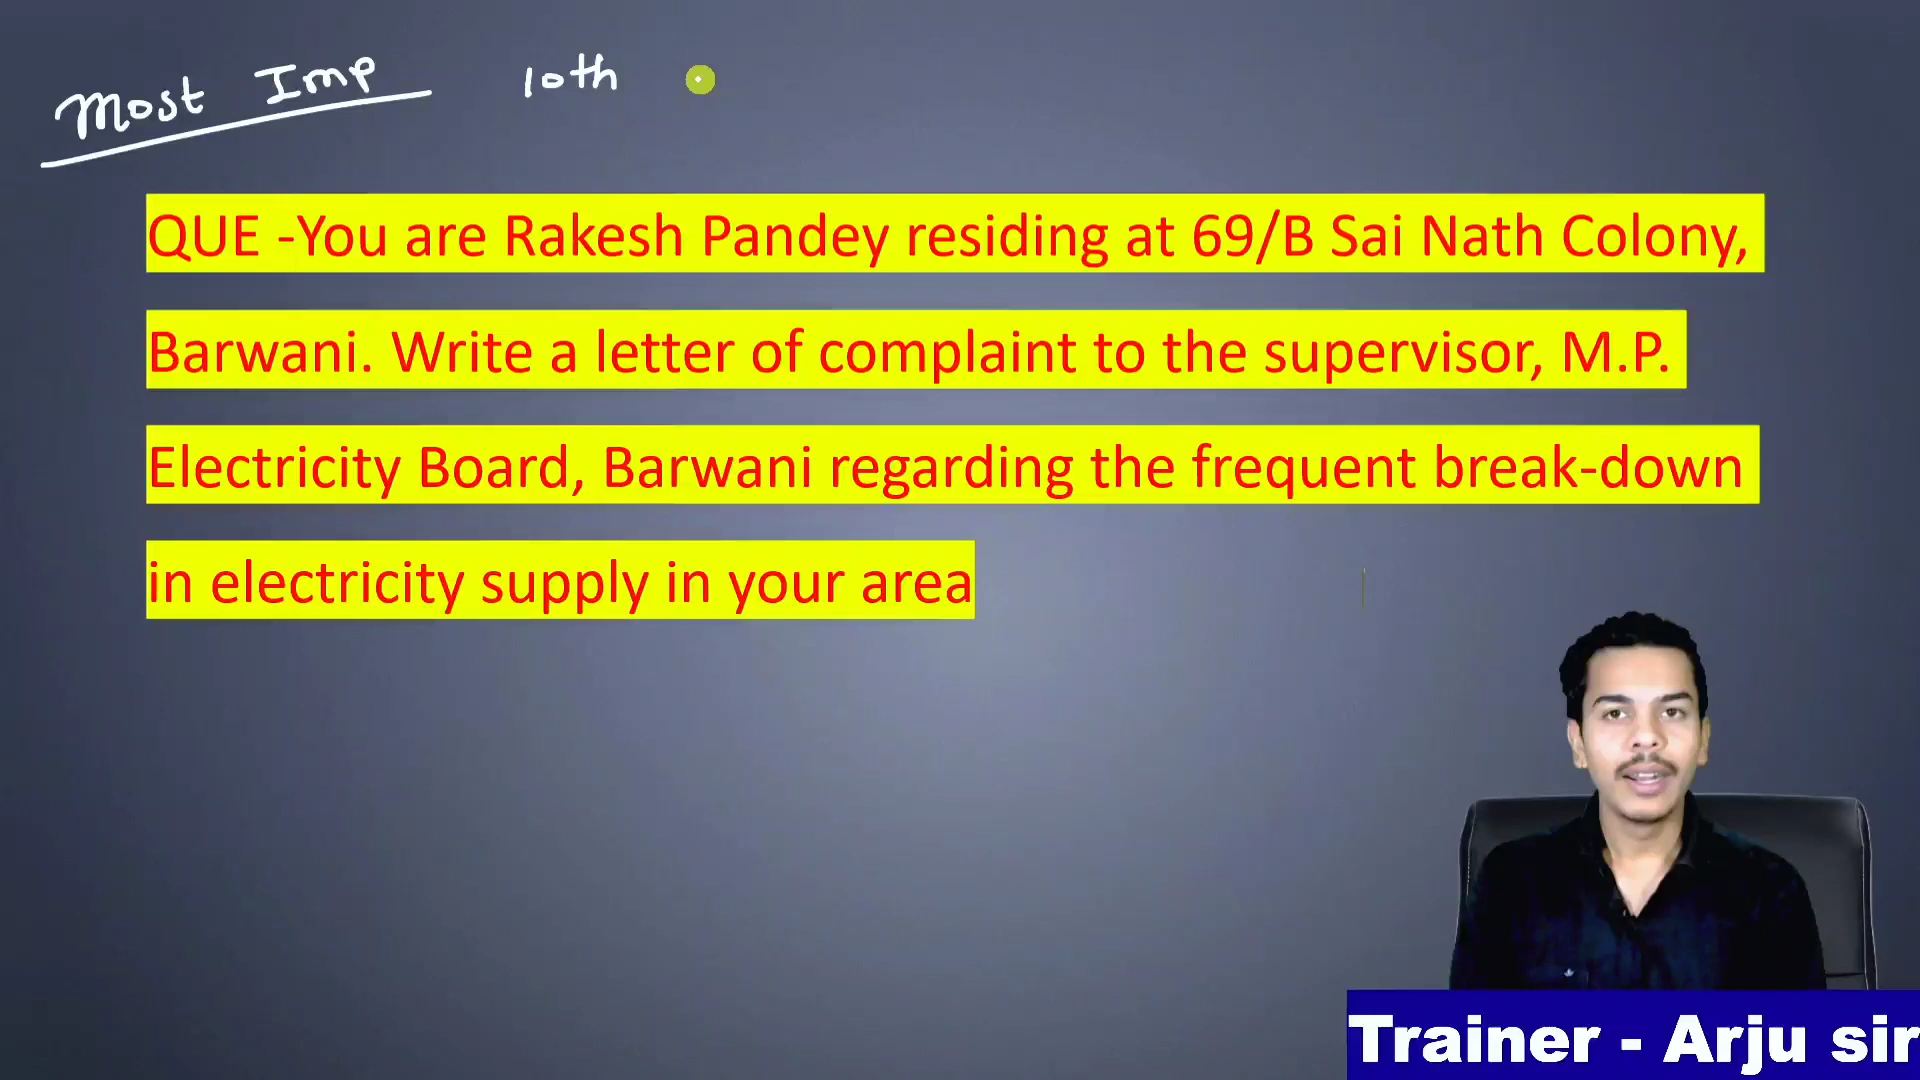 Most Imp 10th
QUE -You are Rakesh Pandey residing at 69/B Sai Nath Colony,
Barwani. Write a letter of complaint to the supervisor, M.P.
Electricity Board, Barwani regarding the frequent break-down
in electricity supply in your area
Trainer - Arju sir